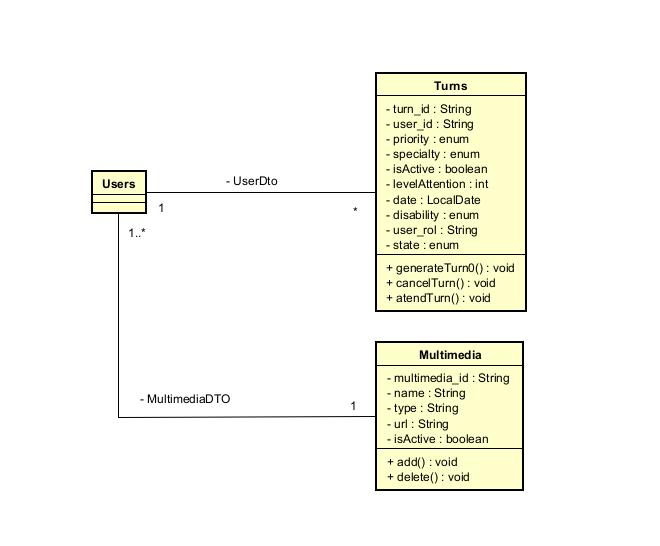 Turns
- turn_id : String
- user_id : String
- priority : enum
- specialty : enum
- isActive : boolean
- levelAttention : int
- date : LocalDate
- disability : enum
- user_rol : String
- state : enum
+ generateTurn0() : void
+ cancelTurn() : void
+ atendTurn() : void
Users
- UserDto
1
*
1..*
Multimedia
- multimedia_id : String
- name : String
- type : String
- url : String
- isActive : boolean
+ add() : void
+ delete() : void
- MultimediaDTO
1